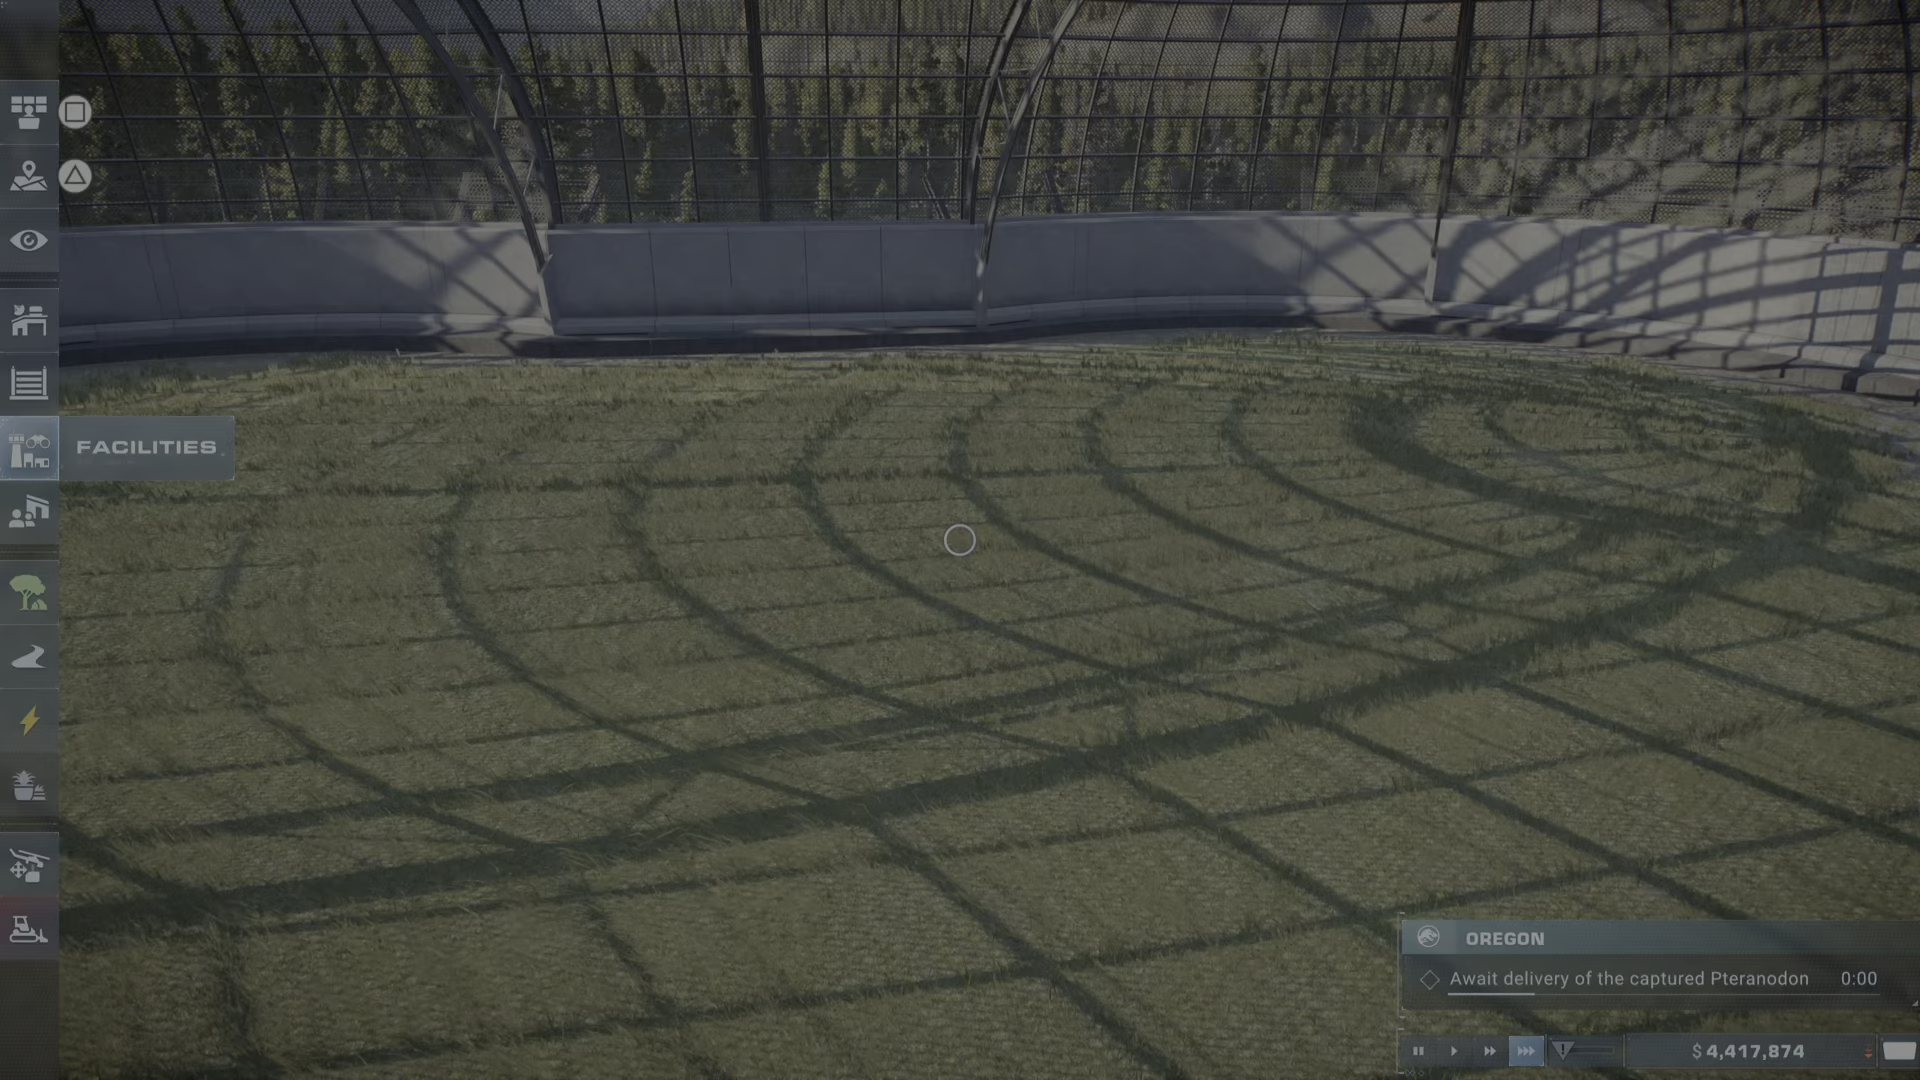 FACILITIES
OREGON
Await delivery of the captured Pteranodon 0:00
$ 4,417,874